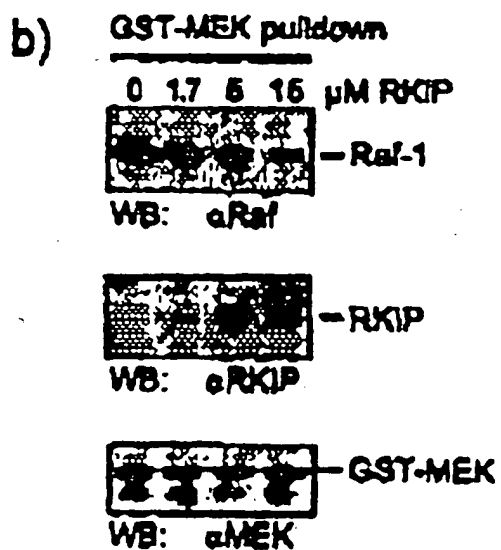 b) GST-MEK pulldown
0 1.7 5 15 µM RKIP
Raf-1
WB: αRaf
RKIP
WB: αRKIP
GST-MEK
WB: αMEK